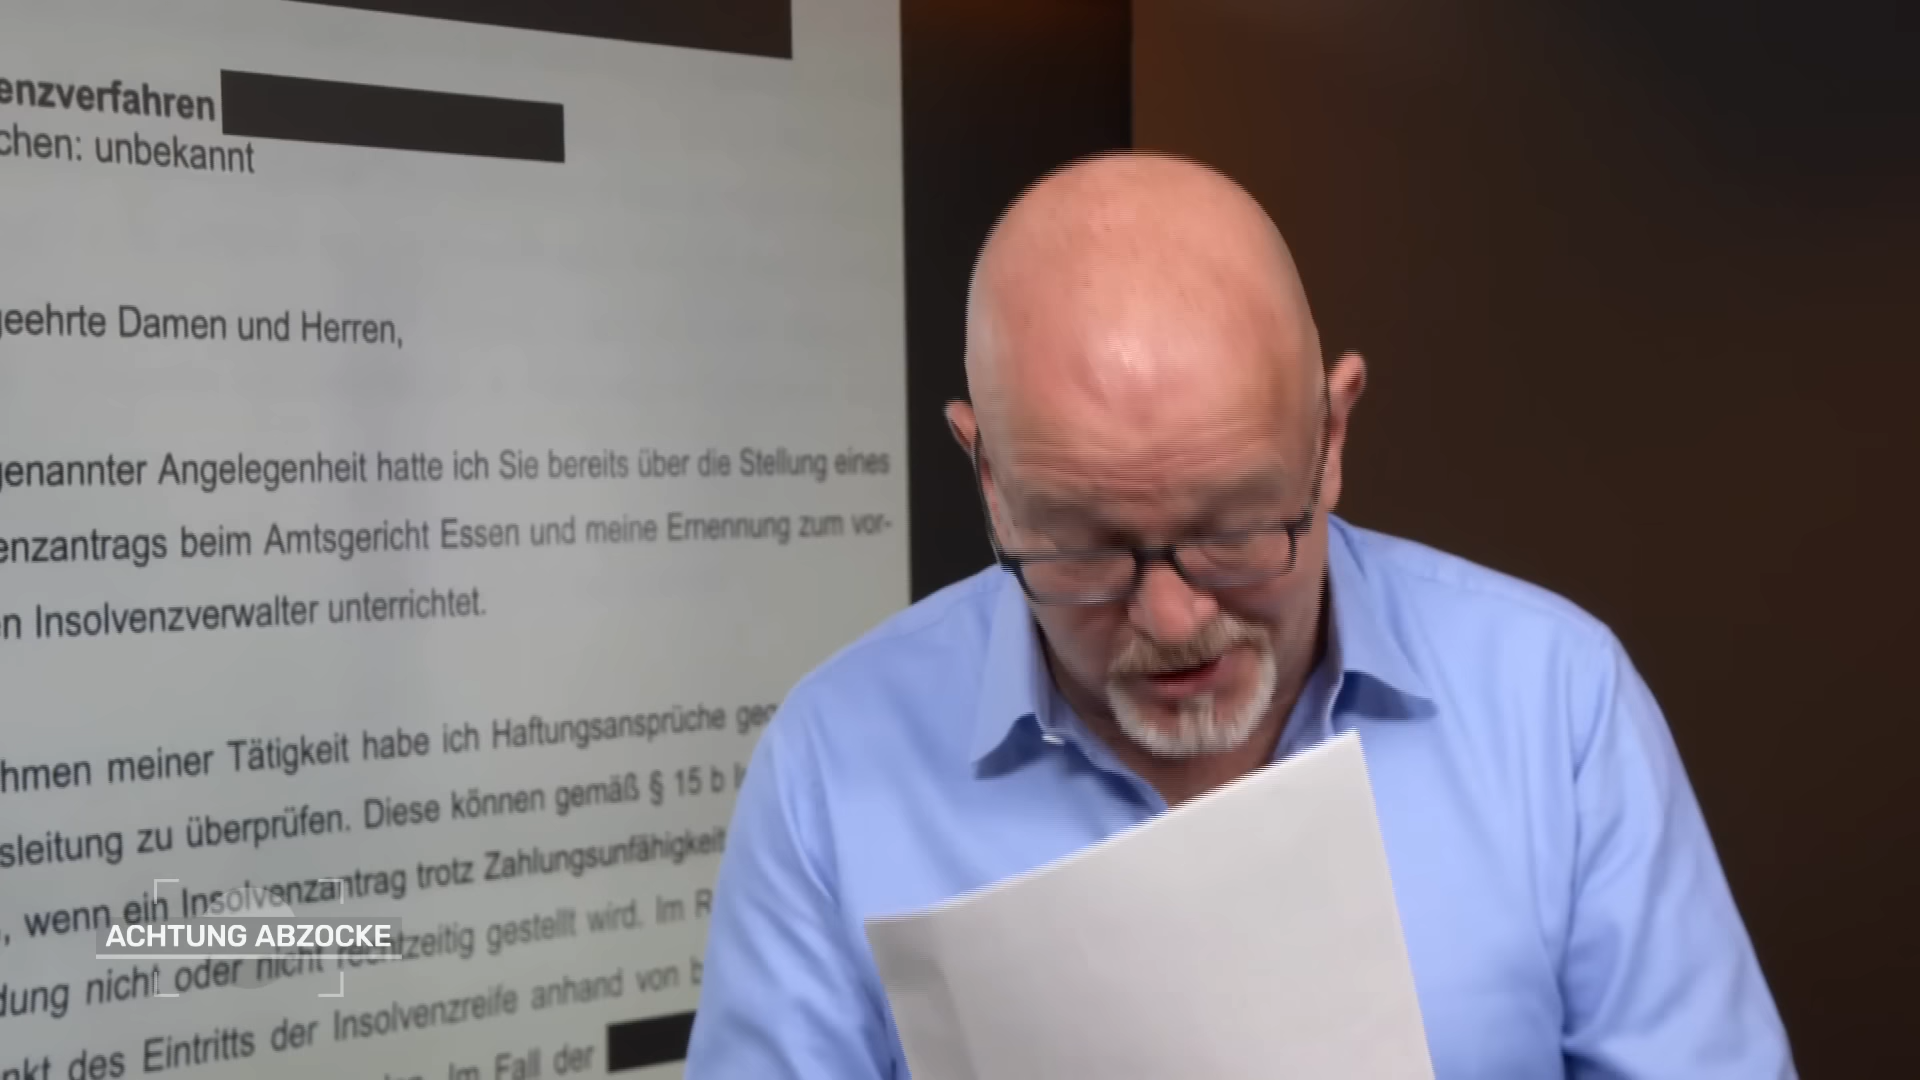 enzverfahren
chen: unbekannt
geehrte Damen und Herren,
genannter Angelegenheit hatte ich Sie bereits über die Stellung eines
enzantrags beim Amtsgericht Essen und meine Ernennung zum vor-
en Insolvenzverwalter unterrichtet.
hmen meiner Tätigkeit habe ich Haftungsansprüche geg
sleitung zu überprüfen. Diese können gemäß § 15 b I
, wenn ein Insolvenzantrag trotz Zahlungsunfähigkeit
dung nicht oder nicht rechtzeitig gestellt wird. Im R
nkt des Eintritts der Insolvenzreife anhand von b
Im Fall der
ACHTUNG ABZOCKE